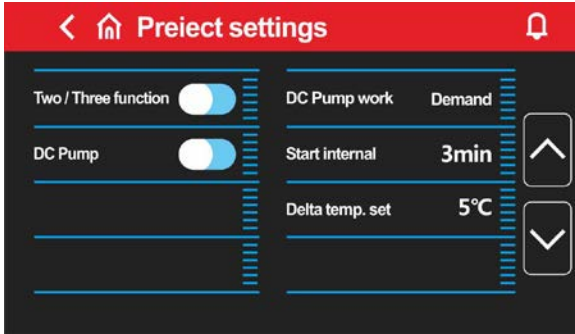 Preiect settings
Two / Three function
DC Pump
DC Pump work Demand
Start internal 3min
Delta temp. set 5℃